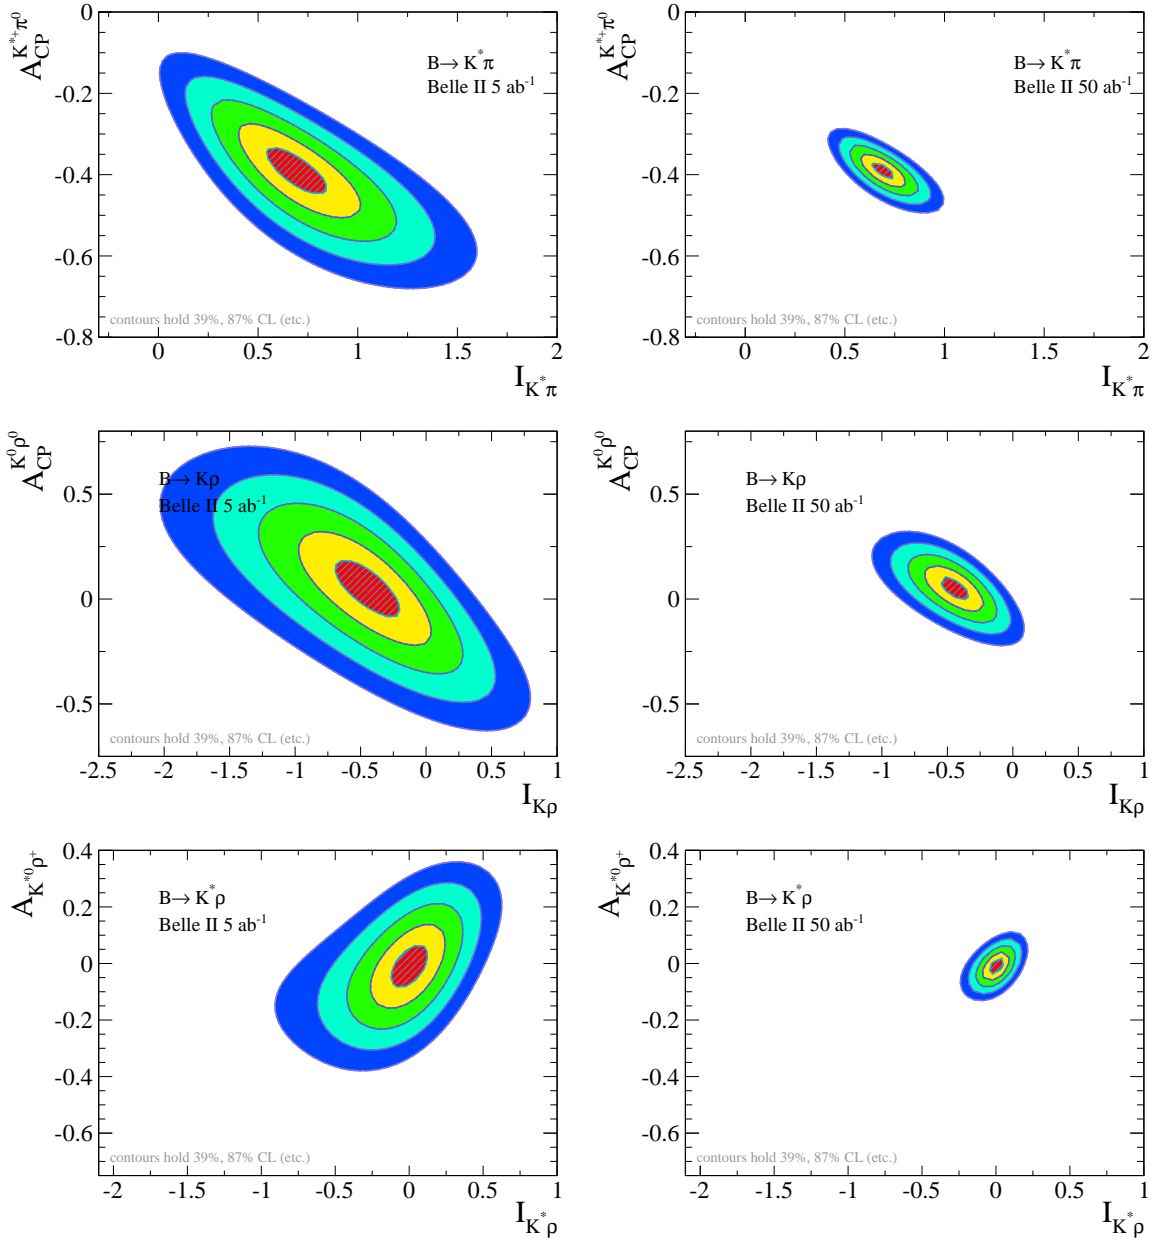 A_CP^{K*+π0}
0
-0.2
-0.4
-0.6
-0.8
B→ K*π
Belle II 5 ab-1
contours hold 39%, 87% CL (etc.)
0 0.5 1 1.5 2
I_{K*π}
A_CP^{K*+π0}
0
-0.2
-0.4
-0.6
-0.8
B→ K*π
Belle II 50 ab-1
contours hold 39%, 87% CL (etc.)
0 0.5 1 1.5 2
I_{K*π}
A_CP^{K0ρ0}
0.5
0
-0.5
B→ Kρ
Belle II 5 ab-1
contours hold 39%, 87% CL (etc.)
-2.5 -2 -1.5 -1 -0.5 0 0.5 1
I_{Kρ}
A_CP^{K0ρ0}
0.5
0
-0.5
B→ Kρ
Belle II 50 ab-1
contours hold 39%, 87% CL (etc.)
-2.5 -2 -1.5 -1 -0.5 0 0.5 1
I_{Kρ}
A_{K*0ρ+}
0.4
0.2
0
-0.2
-0.4
-0.6
B→ K*ρ
Belle II 5 ab-1
contours hold 39%, 87% CL (etc.)
-2 -1.5 -1 -0.5 0 0.5 1
I_{K*ρ}
A_{K*0ρ+}
0.4
0.2
0
-0.2
-0.4
-0.6
B→ K*ρ
Belle II 50 ab-1
contours hold 39%, 87% CL (etc.)
-2 -1.5 -1 -0.5 0 0.5 1
I_{K*ρ}